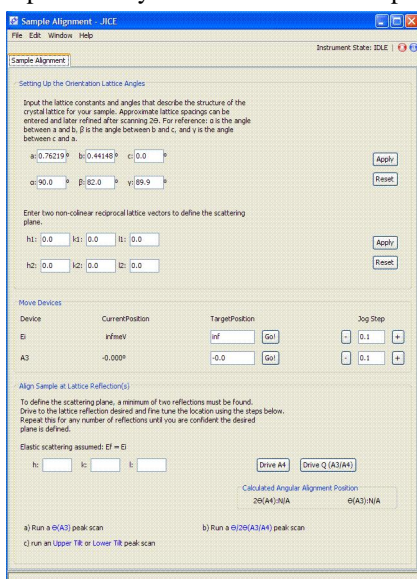 Sample Alignment - JICE
File Edit Window Help
Instrument State: IDLE |
Sample Alignment
Setting Up the Orientation Lattice Angles
Input the lattice constants and angles that describe the structure of the
crystal lattice for your sample. Approximate lattice spacings can be
entered and later refined after scanning 2θ. For reference: α is the angle
between a and b, β is the angle between b and c, and γ is the angle
between c and a.
a: 0.76219 º b: 0.44148 º c: 0.0 º Apply
α: 90.0 º β: 82.0 º γ: 89.9 º Reset
Enter two non-colinear reciprocal lattice vectors to define the scattering
plane.
h1: 0.0 k1: 0.0 l1: 0.0 Apply
h2: 0.0 k2: 0.0 l2: 0.0 Reset
Move Devices
Device CurrentPosition TargetPosition Jog Step
Ei infmeV inf Go! - 0.1 +
A3 -0.000º -0.0 Go! - 0.1 +
Align Sample at Lattice Reflection(s)
To define the scattering plane, a minimum of two reflections must be found.
Drive to the lattice reflection desired and fine tune the location using the steps below.
Repeat this for any number of reflections until you are confident the desired
plane is defined.
Elastic scattering assumed: Ef = Ei
h: k: l: Drive A4 Drive Q (A3/A4)
Calculated Angular Alignment Position
2θ(A4):N/A θ(A3):N/A
a) Run a θ(A3) peak scan b) Run a θ/2θ(A3/A4) peak scan
c) run an Upper Tilt or Lower Tilt peak scan